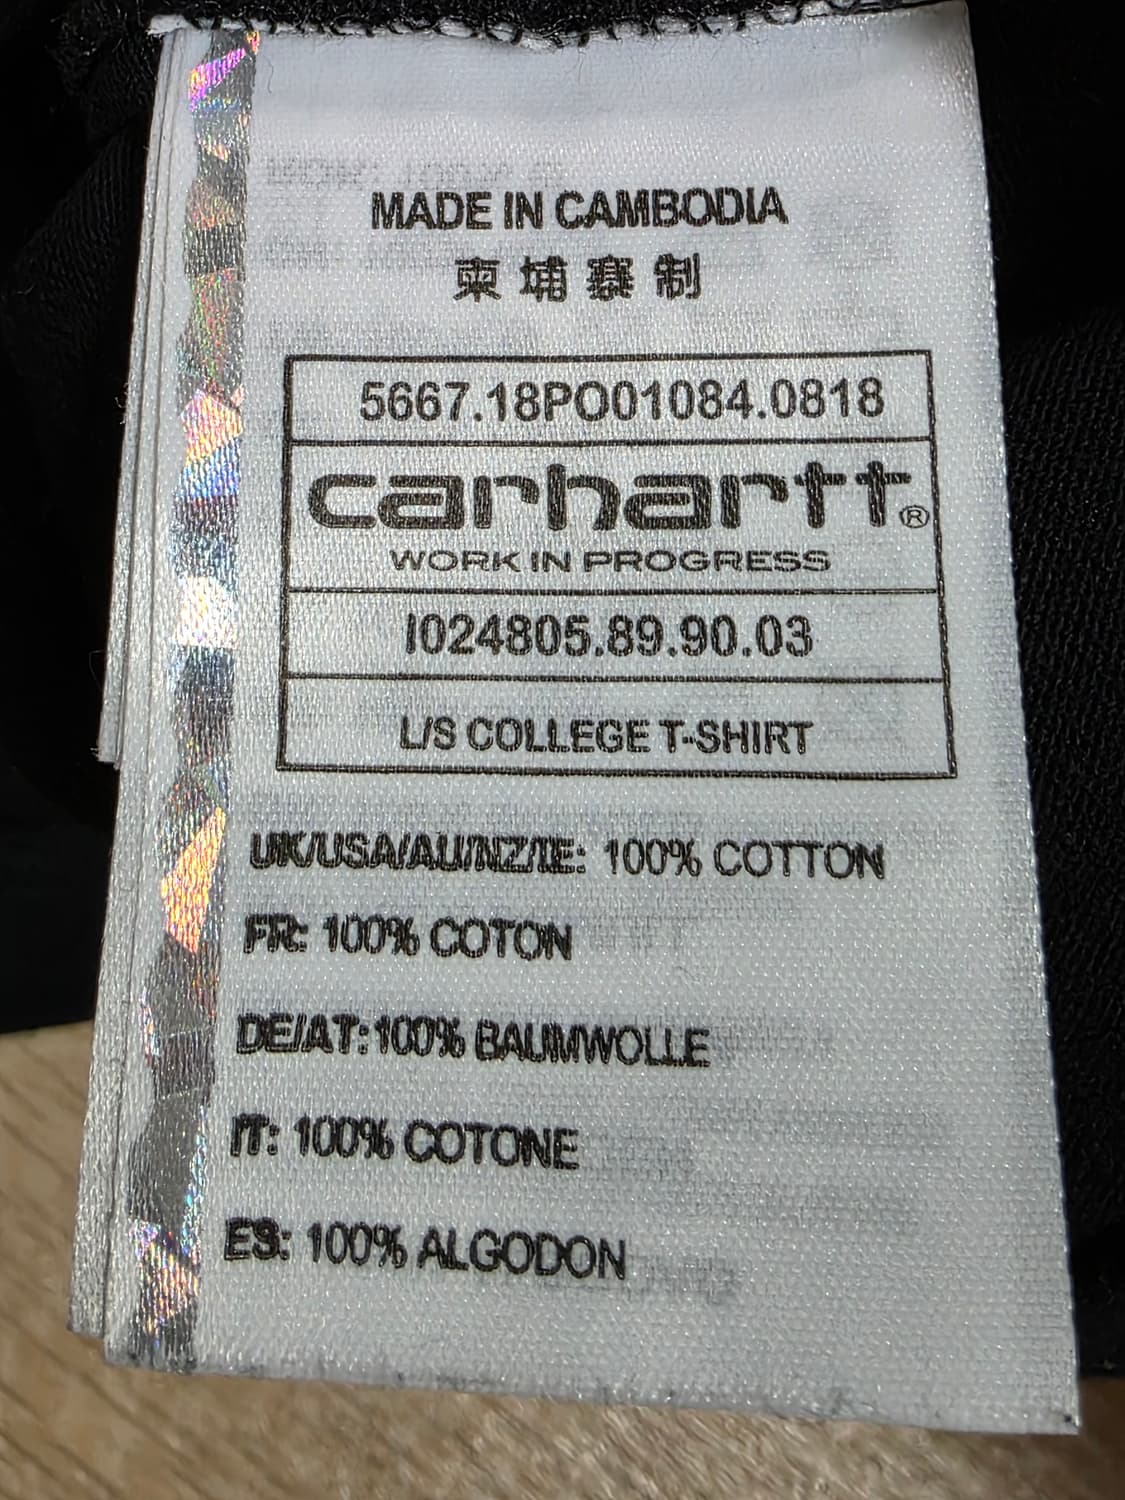 MADE IN CAMBODIA
柬埔寨制
5667.18PO01084.0818
carhartt®
WORK IN PROGRESS
I024805.89.90.03
L/S COLLEGE T-SHIRT
UK/USA/AU/NZ/IE: 100% COTTON
FR: 100% COTON
DE/AT:100% BAUMWOLLE
IT: 100% COTONE
ES: 100% ALGODON